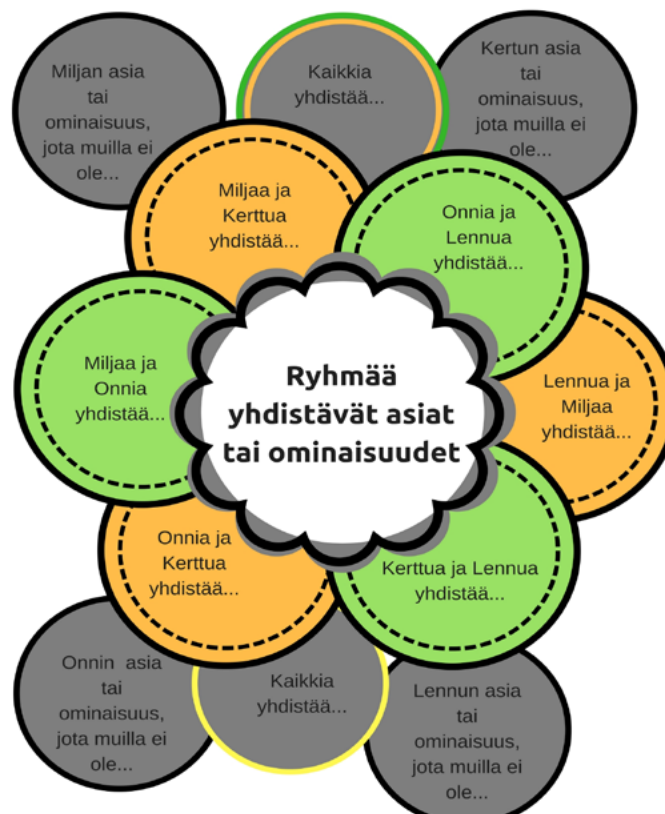 Miljan asia
tai
ominaisuus,
jota muilla ei
ole...
Kaikkia
yhdistää...
Kertun asia
tai
ominaisuus,
jota muilla ei
ole...
Miljaa ja
Kerttua
yhdistää...
Onnia ja
Lennua
yhdistää...
Miljaa ja
Onnia
yhdistää...
Ryhmää
yhdistävät asiat
tai ominaisuudet
Lennua ja
Miljaa
yhdistää...
Onnia ja
Kerttua
yhdistää...
Kerttua ja Lennua
yhdistää...
Onnin asia
tai
ominaisuus,
jota muilla ei
ole...
Kaikkia
yhdistää...
Lennun asia
tai
ominaisuus,
jota muilla ei
ole...